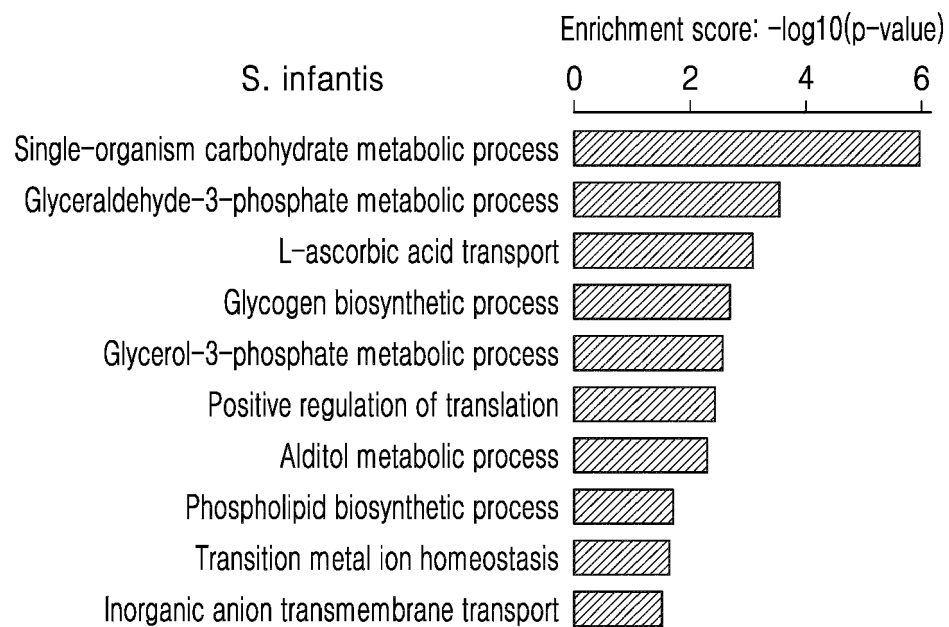 Enrichment score: -log10(p-value)
S. infantis
0 2 4 6
Single-organism carbohydrate metabolic process
Glyceraldehyde-3-phosphate metabolic process
L-ascorbic acid transport
Glycogen biosynthetic process
Glycerol-3-phosphate metabolic process
Positive regulation of translation
Alditol metabolic process
Phospholipid biosynthetic process
Transition metal ion homeostasis
Inorganic anion transmembrane transport